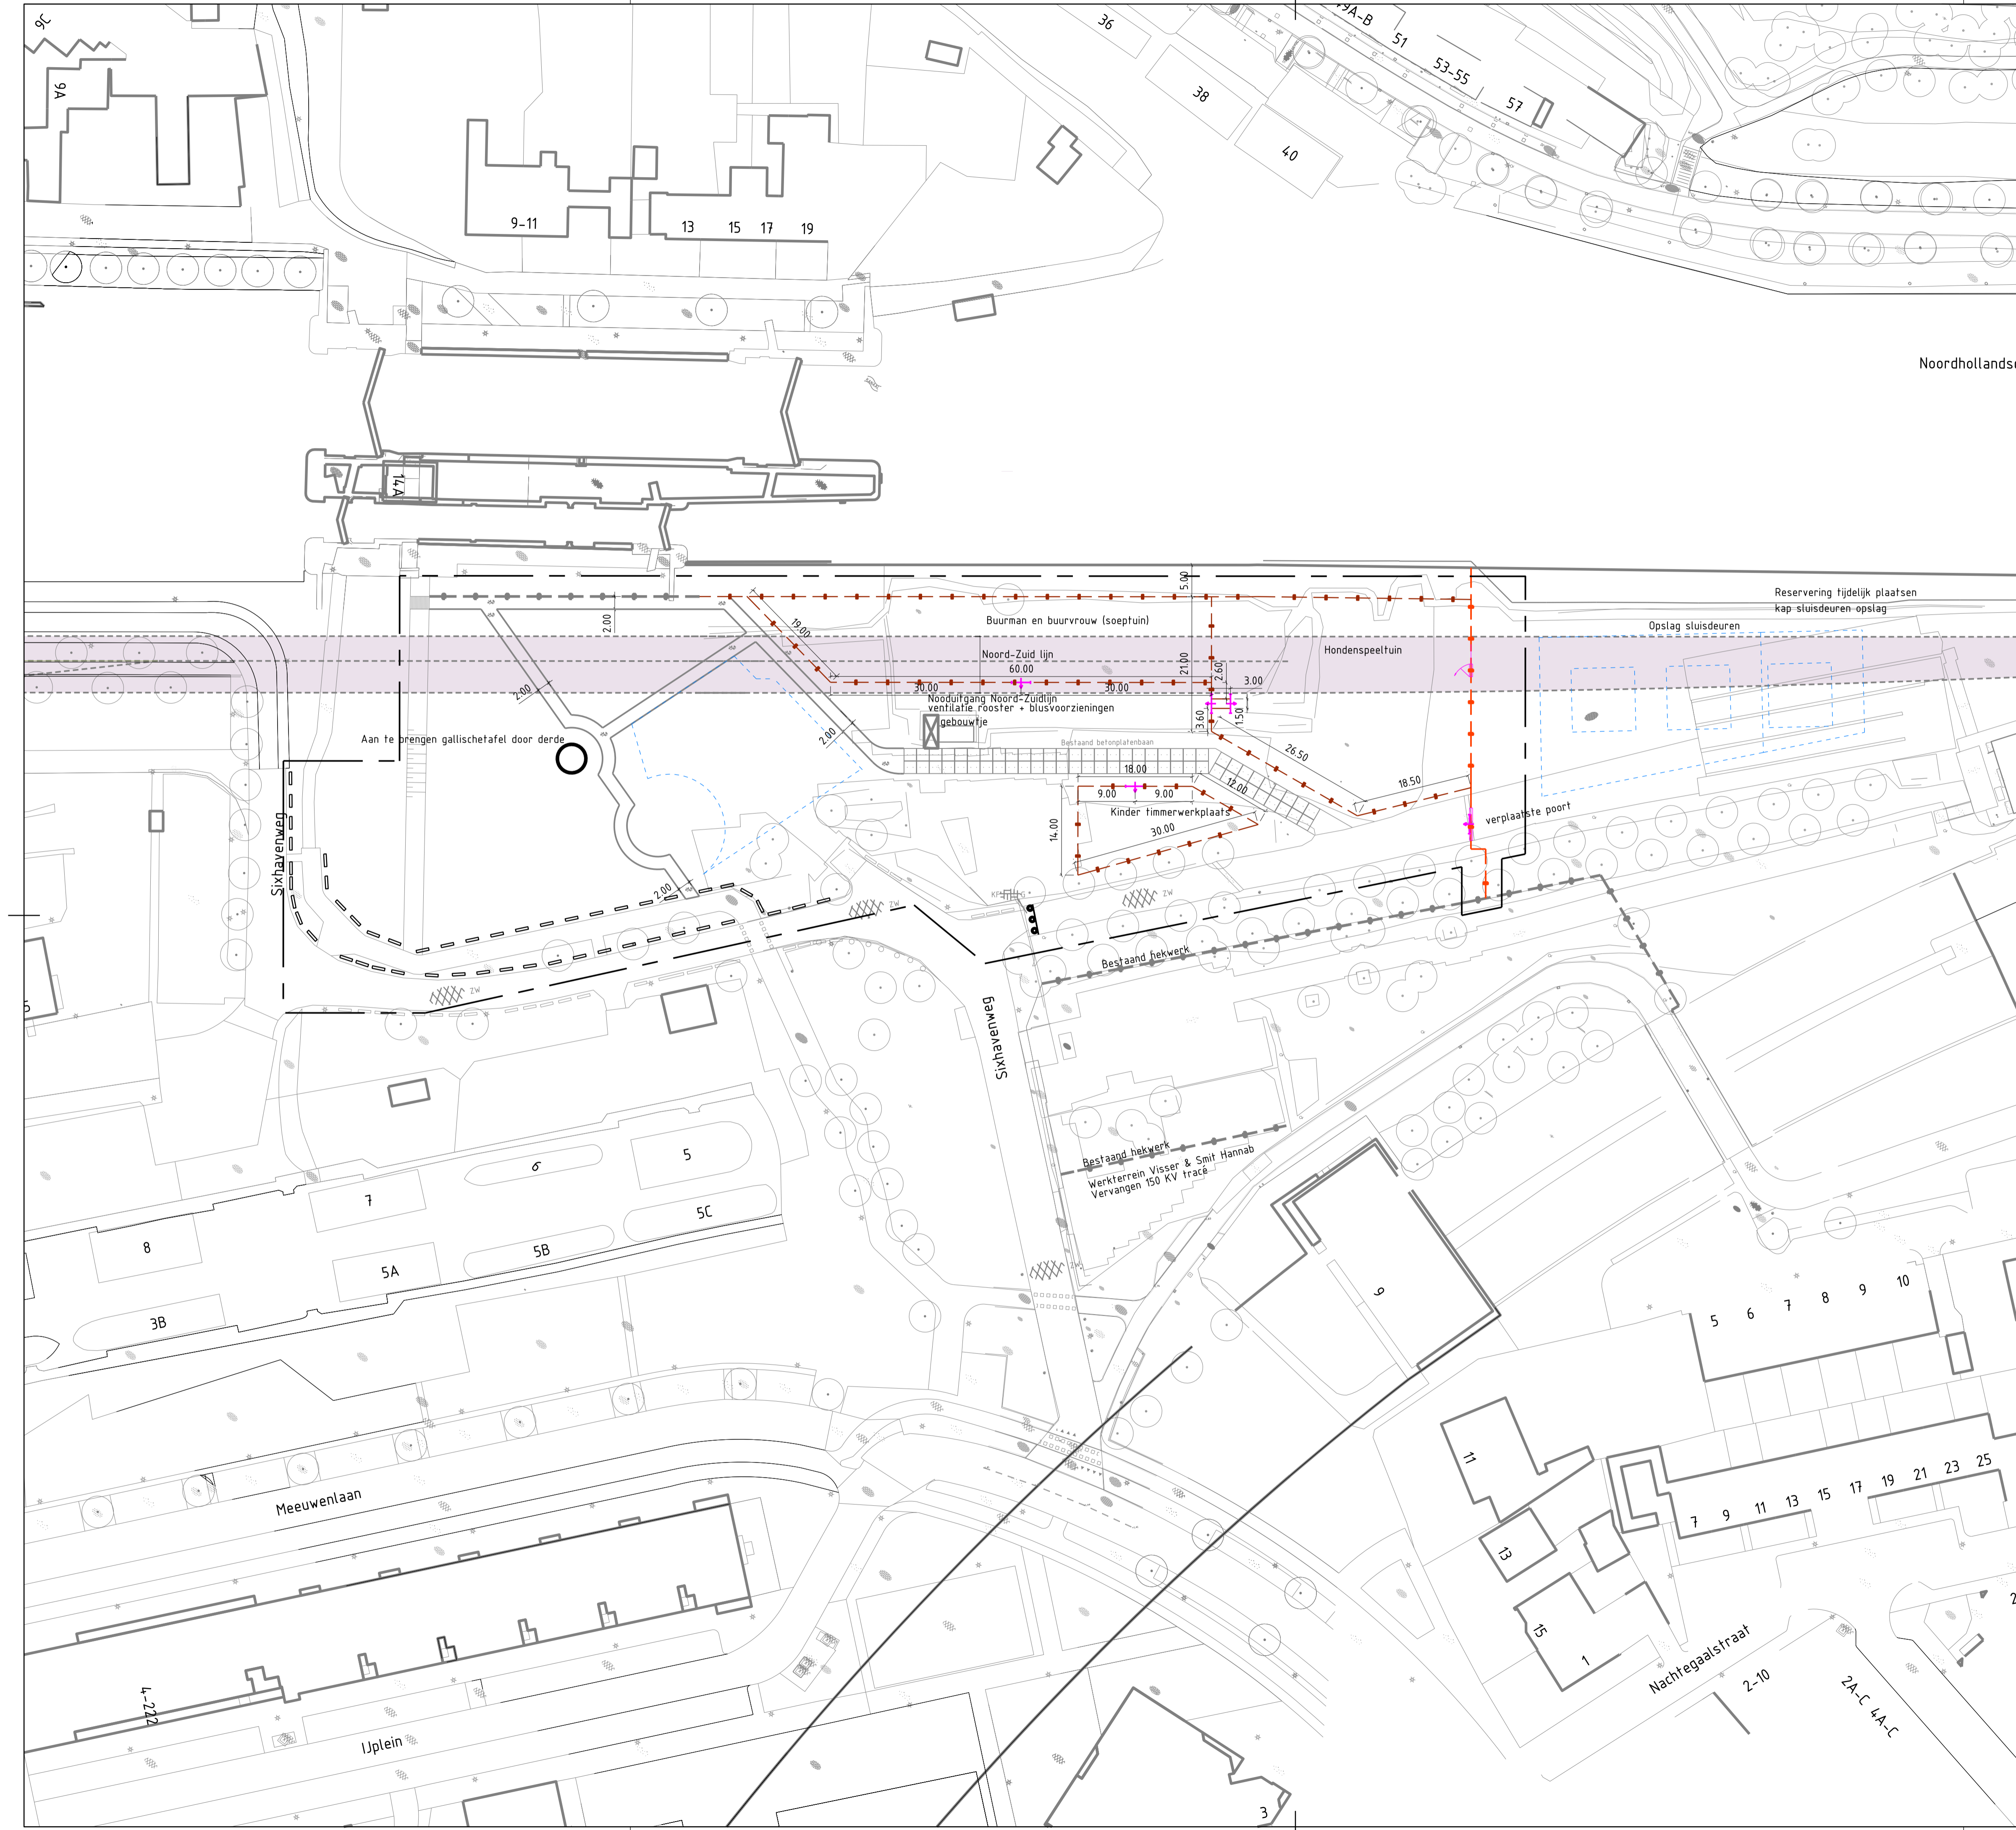 9C
36
49A-B
51
53-55
57
9A
38
40
9-11
13
15
17
19
Noordhollandsc
14A
Reservering tijdelijk plaatsen
kap sluisdeuren opslag
5.00
2.00
Buurman en buurvrouw (soeptuin)
Opslag sluisdeuren
19.00
Noord-Zuid lijn
60.00
21.00
2.60
Hondenspeeltuin
3.00
2.00
30.00
30.00
Nooduitgang Noord-Zuidlijn
ventilatie rooster + blusvoorzieningen
gebouwtje
3.60
1.50
2.00
Aan te brengen gallischetafel door derde
Bestaand betonplatenbaan
26.50
18.00
12.00
18.50
9.00
9.00
Kinder timmerwerkplaats
verplaatste poort
14.00
30.00
Sixhavenweg
2.00
ZW
ZW
Bestaand hekwerk
ZW
Sixhavenweg
Bestaand hekwerk
Werkterrein Visser & Smit Hannab
Vervangen 150 KV tracé
6
5
7
5C
8
5B
5A
3B
ZW
9
5
6
7
8
9
10
11
Meeuwenlaan
7
9
11
13
15
17
19
21
23
25
13
15
1
Nachtegaalstraat
2-10
2A-C 4A-C
4-222
IJplein
3